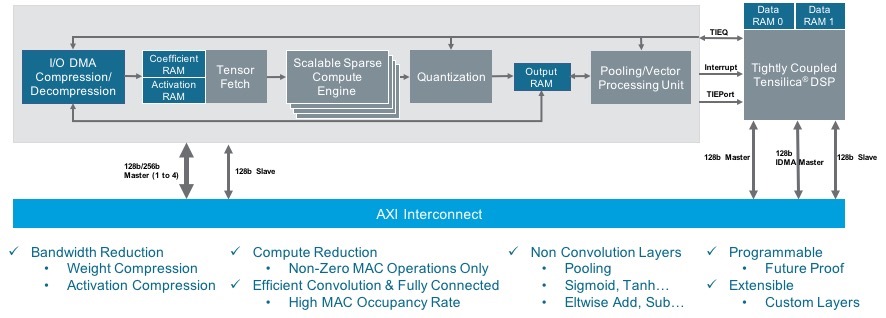 Data
RAM 0
Data
RAM 1
I/O DMA
Compression/
Decompression
Coefficient
RAM
Activation
RAM
Tensor
Fetch
Scalable Sparse
Compute
Engine
Quantization
Output
RAM
Pooling/Vector
Processing Unit
TIEQ
Interrupt
TIEPort
Tightly Coupled
Tensilica® DSP
128b/256b
Master (1 to 4)
128b Slave
128b Master
128b
IDMA Master
128b Slave
AXI Interconnect
✓ Bandwidth Reduction
• Weight Compression
• Activation Compression
✓ Compute Reduction
• Non-Zero MAC Operations Only
✓ Efficient Convolution & Fully Connected
• High MAC Occupancy Rate
✓ Non Convolution Layers
• Pooling
• Sigmoid, Tanh…
• Eltwise Add, Sub…
✓ Programmable
• Future Proof
✓ Extensible
• Custom Layers